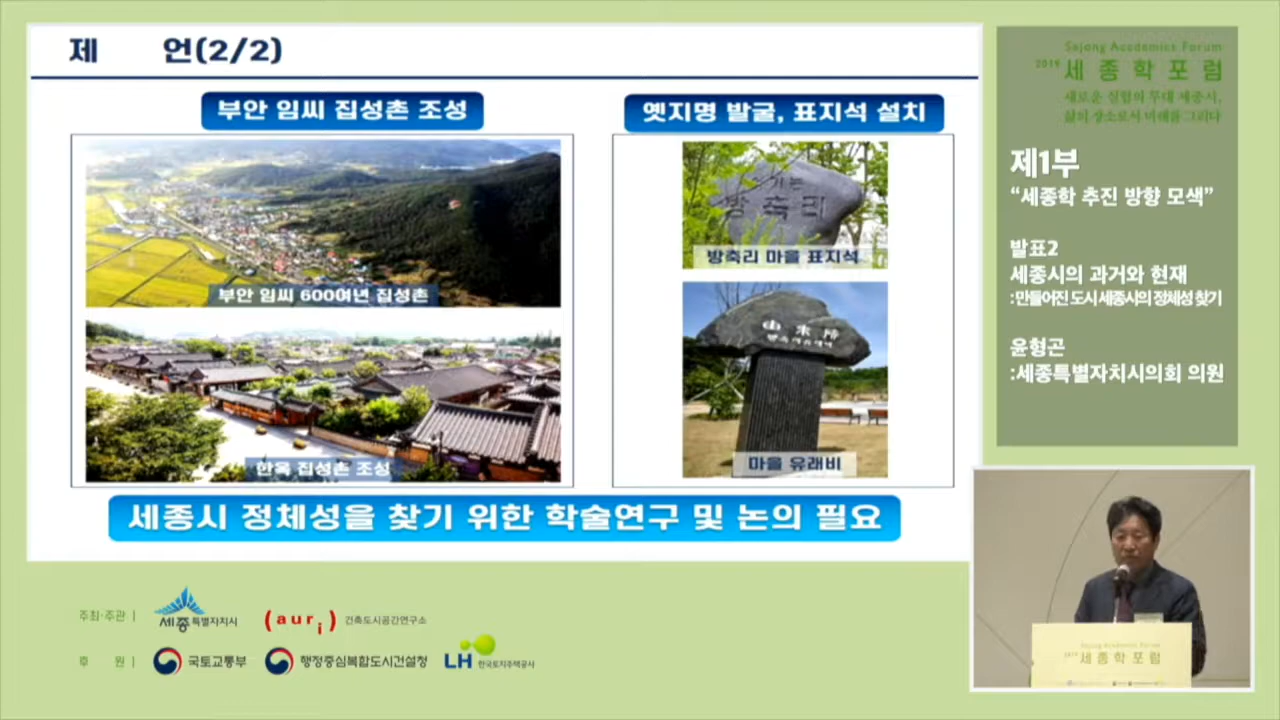 제 언(2/2)
부안 임씨 집성촌 조성
부안 임씨 600여년 집성촌
한옥 집성촌 조성
옛지명 발굴, 표지석 설치
방축리
방축리 마을 표지석
마을 유래비
세종시 정체성을 찾기 위한 학술연구 및 논의 필요
Sejong Academics Forum
2019 세종학포럼
새로운 실험의 무대 세종시,
삶의 장소로서 미래를 그리다
제1부
“세종학 추진 방향 모색”
발표2
세종시의 과거와 현재
:만들어진 도시 세종시의 정체성 찾기
윤형곤
:세종특별자치시의회 의원
Sejong Academics Forum
2019 세종학포럼
주최·주관 | 세종특별자치시 (auri) 건축도시공간연구소
후 원 | 국토교통부 행정중심복합도시건설청 LH 한국토지주택공사